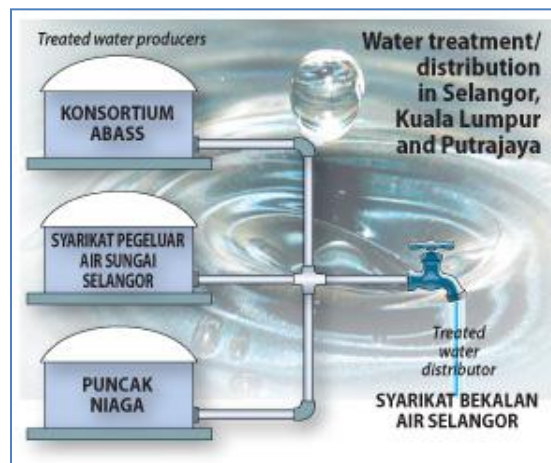 Treated water producers
Water treatment/
distribution
in Selangor,
Kuala Lumpur
and Putrajaya
KONSORTIUM
ABASS
SYARIKAT PEGELUAR
AIR SUNGAI
SELANGOR
PUNCAK
NIAGA
Treated
water
distributor
SYARIKAT BEKALAN
AIR SELANGOR